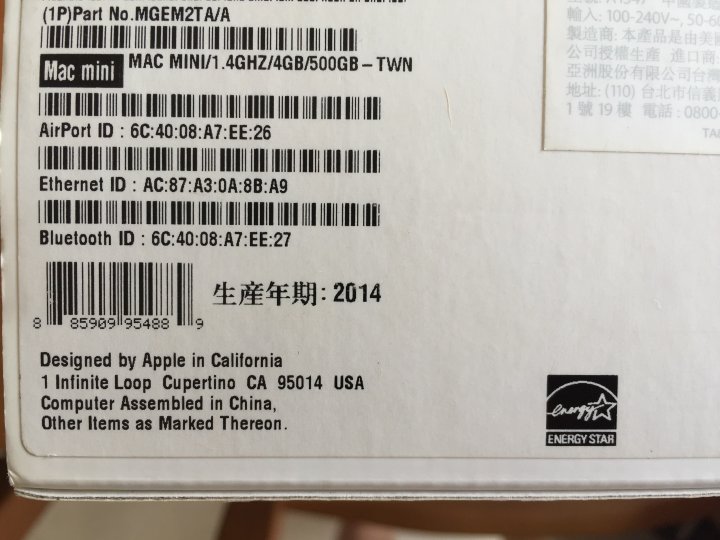 (1P)Part No.MGEM2TA/A
Mac mini
MAC MINI/1.4GHZ/4GB/500GB-TWN
AirPort ID : 6C:40:08:A7:EE:26
Ethernet ID : AC:87:A3:0A:8B:A9
Bluetooth ID : 6C:40:08:A7:EE:27
8 85909 95488 9
生産年期: 2014
Designed by Apple in California
1 Infinite Loop Cupertino CA 95014 USA
Computer Assembled in China,
Other Items as Marked Thereon.
輸入: 100-240V~, 50-6
製造商: 本產品是由美國
公司授權生產 進口商
亞洲股份有限公司台灣
地址: (110) 台北市信義
1 號 19 樓 電話 : 0800-
energy
ENERGY STAR